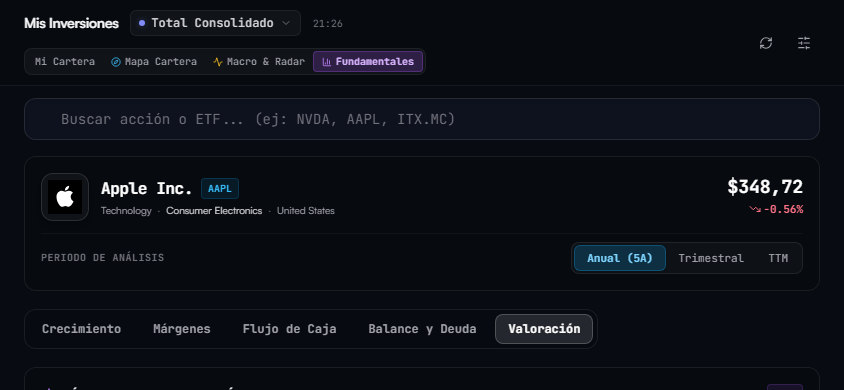 Mis Inversiones Total Consolidado 21:26
Mi Cartera Mapa Cartera Macro & Radar Fundamentales
Buscar acción o ETF... (ej: NVDA, AAPL, ITX.MC)
Apple Inc. AAPL
$348,72
Technology · Consumer Electronics · United States
-0.56%
PERIODO DE ANÁLISIS
Anual (5A) Trimestral TTM
Crecimiento Márgenes Flujo de Caja Balance y Deuda Valoración